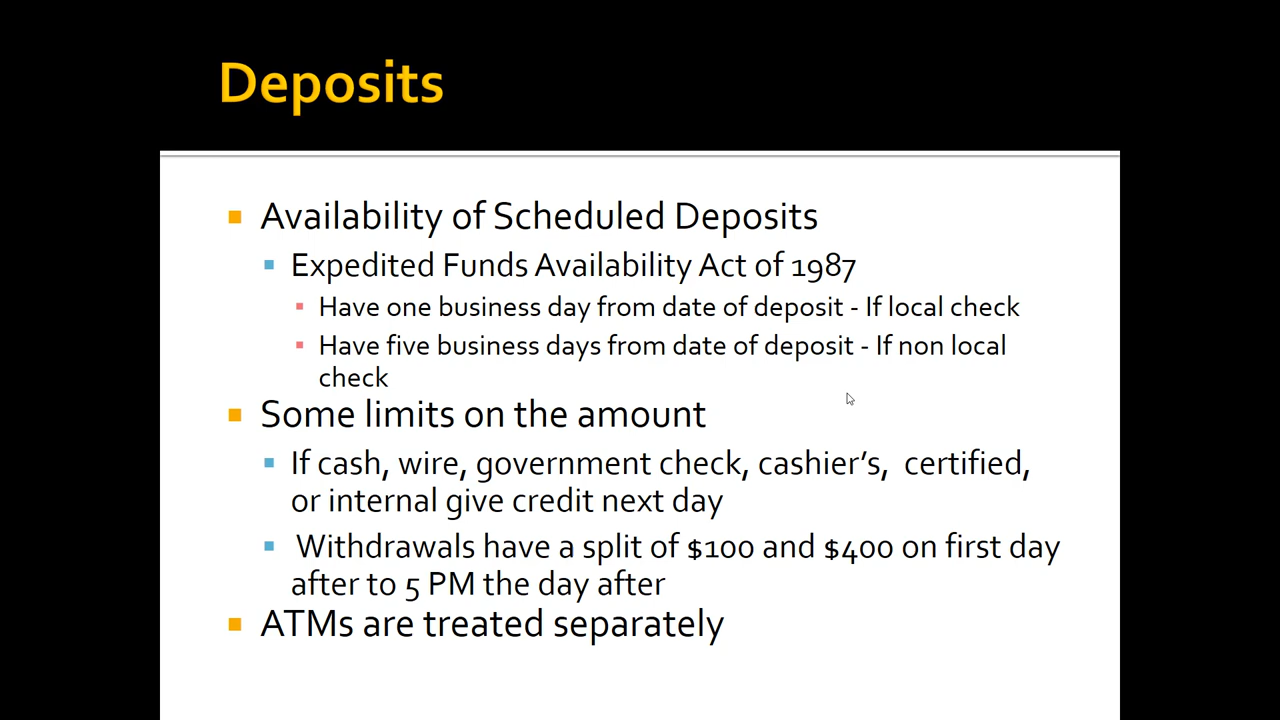 Deposits
Availability of Scheduled Deposits
Expedited Funds Availability Act of 1987
Have one business day from date of deposit - If local check
Have five business days from date of deposit - If non local
check
Some limits on the amount
If cash, wire, government check, cashier’s, certified,
or internal give credit next day
Withdrawals have a split of $100 and $400 on first day
after to 5 PM the day after
ATMs are treated separately